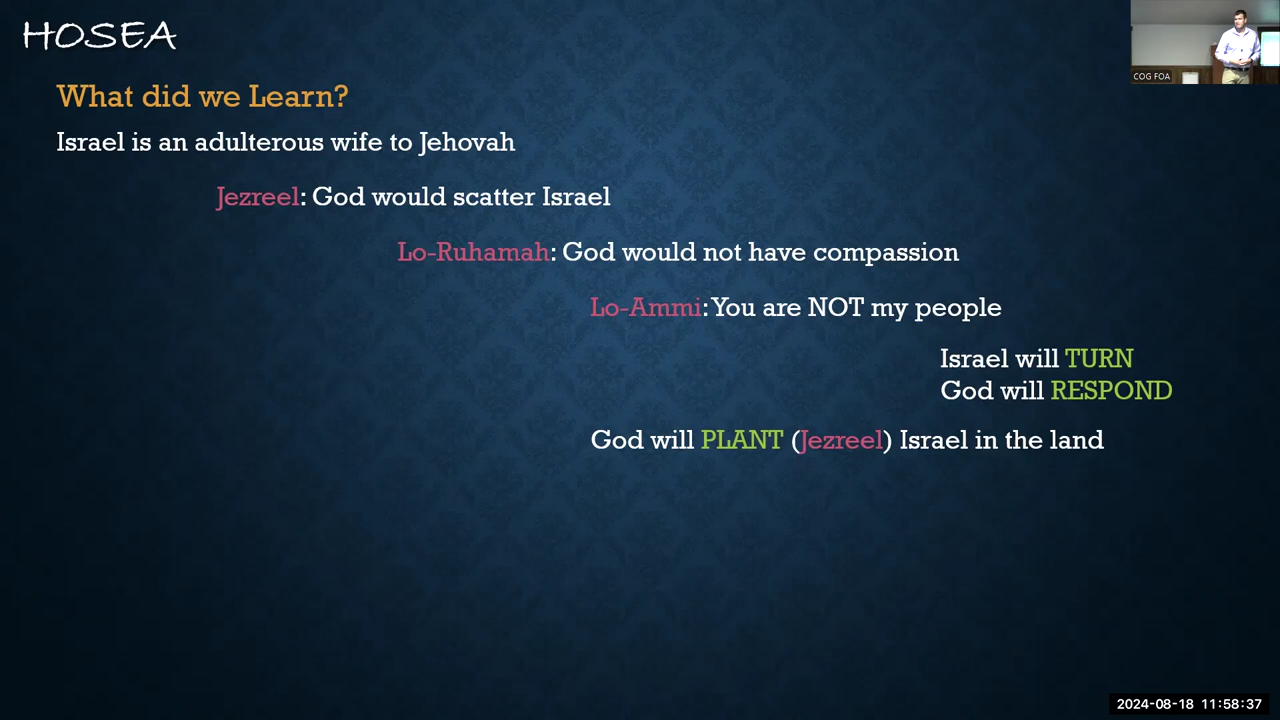 HOSEA
COG FOA
What did we Learn?
Israel is an adulterous wife to Jehovah
Jezreel: God would scatter Israel
Lo-Ruhamah: God would not have compassion
Lo-Ammi: You are NOT my people
Israel will TURN
God will RESPOND
God will PLANT (Jezreel) Israel in the land
2024-08-18 11:58:37